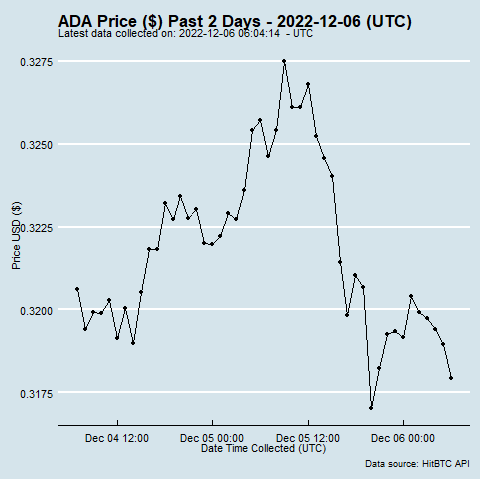 ADA Price ($) Past 2 Days - 2022-12-06 (UTC)
Latest data collected on: 2022-12-06 06:04:14  - UTC
0.3275
0.3250
0.3225
0.3200
0.3175
Price USD ($)
Dec 04 12:00 Dec 05 00:00 Dec 05 12:00 Dec 06 00:00
Date Time Collected (UTC)
Data source: HitBTC API